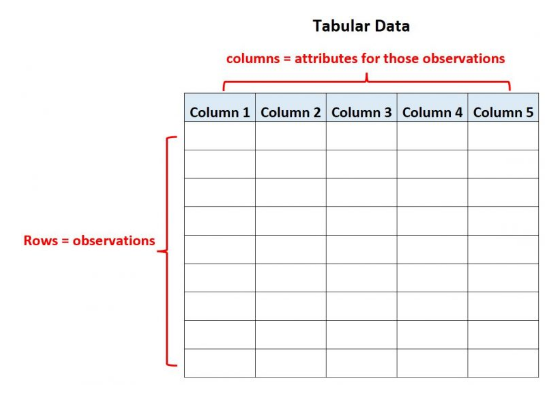 Tabular Data
columns = attributes for those observations
Column 1 Column 2 Column 3 Column 4 Column 5
Rows = observations